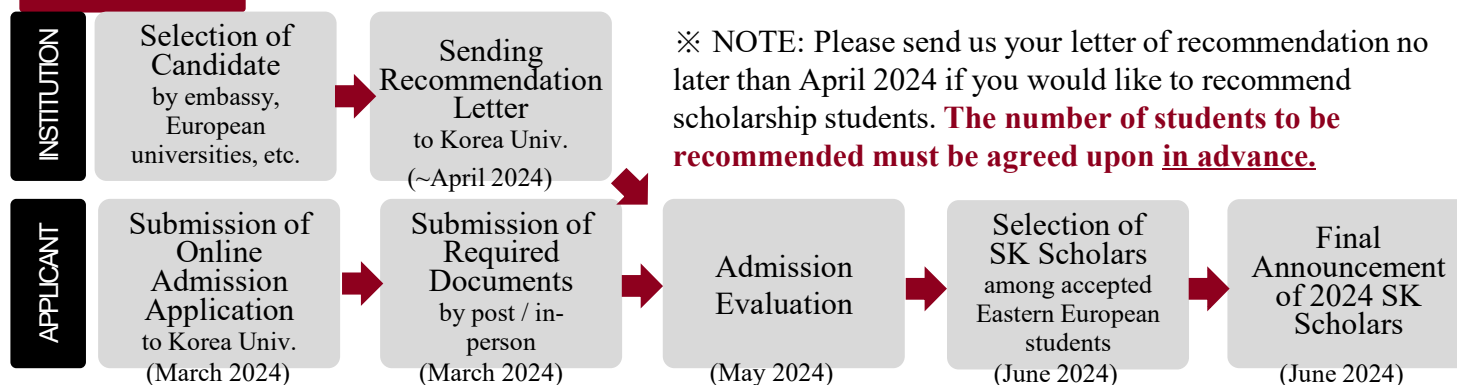 INSTITUTION
Selection of
Candidate
by embassy,
European
universities, etc.
Sending
Recommendation
Letter
to Korea Univ.
(~April 2024)
※ NOTE: Please send us your letter of recommendation no
later than April 2024 if you would like to recommend
scholarship students. The number of students to be
recommended must be agreed upon in advance.
APPLICANT
Submission of
Online
Admission
Application
to Korea Univ.
(March 2024)
Submission of
Required
Documents
by post / in-
person
(March 2024)
Admission
Evaluation
(May 2024)
Selection of
SK Scholars
among accepted
Eastern European
students
(June 2024)
Final
Announcement
of 2024 SK
Scholars
(June 2024)